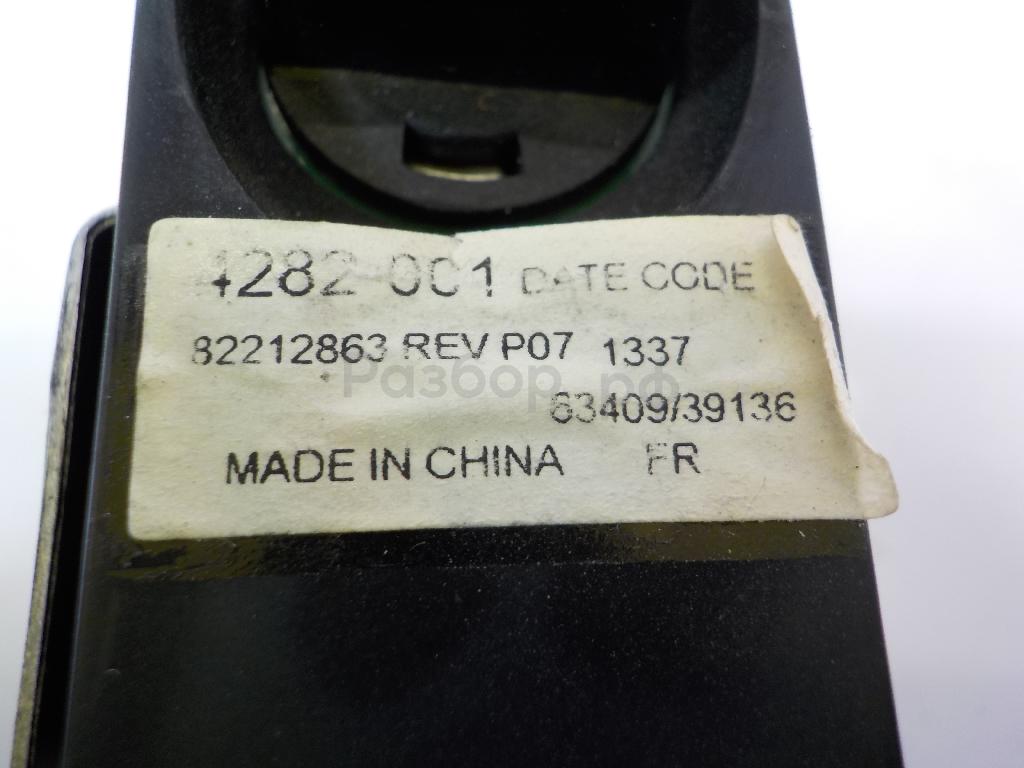 4282-001 DATE CODE
82212863 REV P07 1337
Разбор.рф
63409/39136
MADE IN CHINA FR